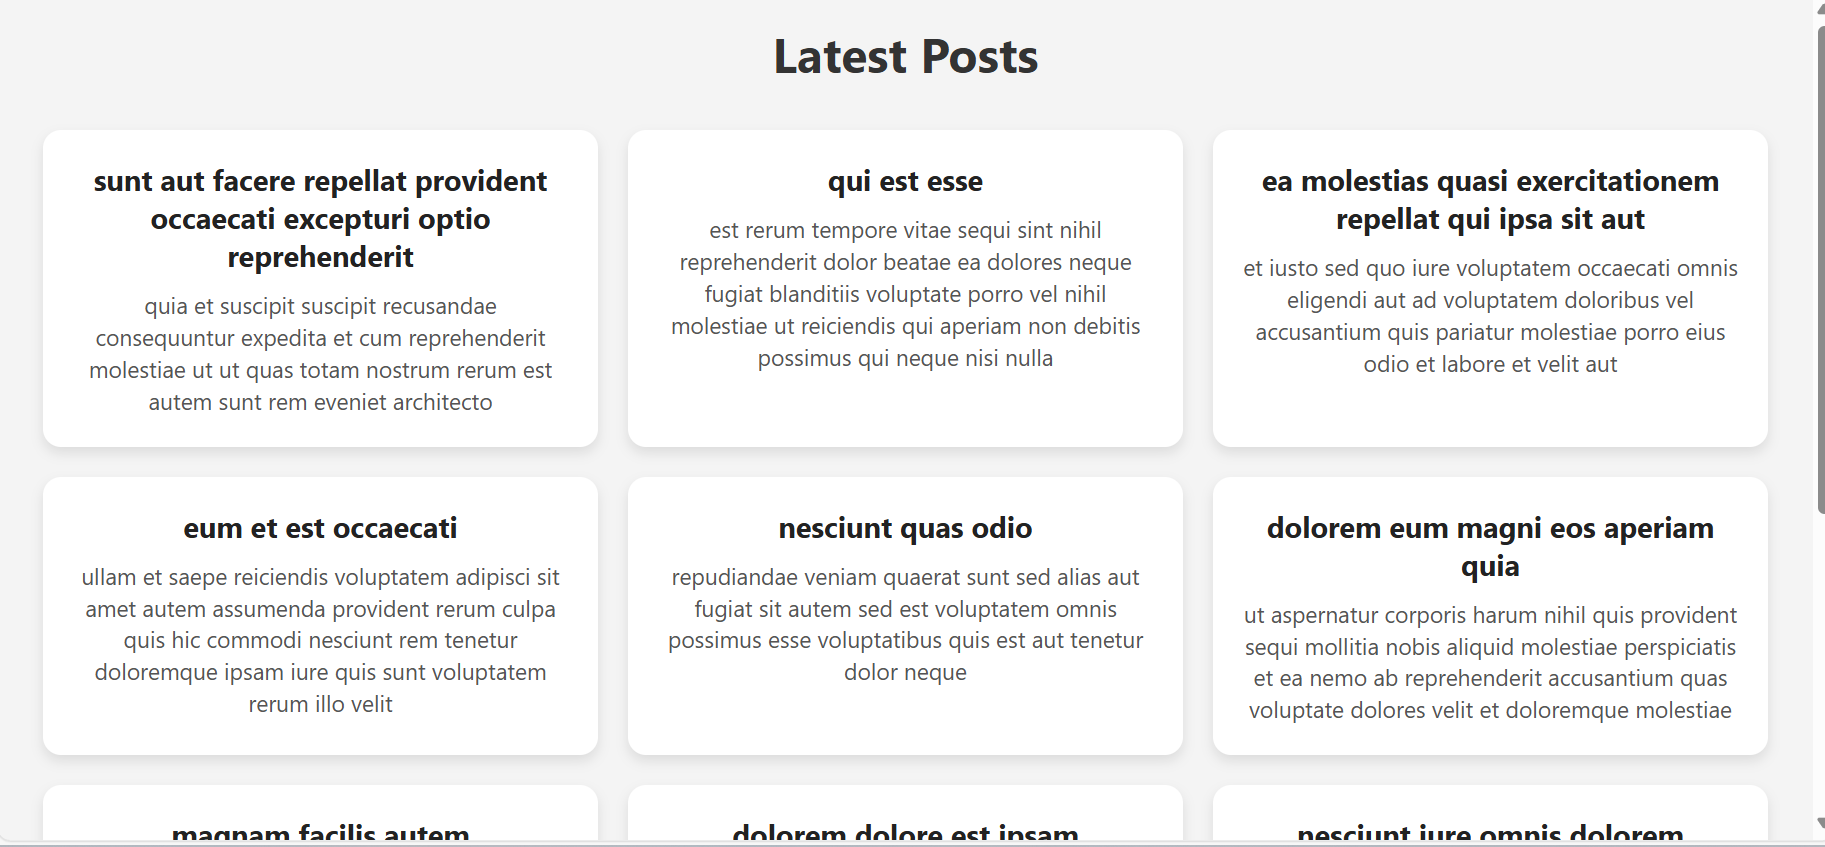 Latest Posts
sunt aut facere repellat provident
occaecati excepturi optio
reprehenderit
quia et suscipit suscipit recusandae
consequuntur expedita et cum reprehenderit
molestiae ut ut quas totam nostrum rerum est
autem sunt rem eveniet architecto
qui est esse
est rerum tempore vitae sequi sint nihil
reprehenderit dolor beatae ea dolores neque
fugiat blanditiis voluptate porro vel nihil
molestiae ut reiciendis qui aperiam non debitis
possimus qui neque nisi nulla
ea molestias quasi exercitationem
repellat qui ipsa sit aut
et iusto sed quo iure voluptatem occaecati omnis
eligendi aut ad voluptatem doloribus vel
accusantium quis pariatur molestiae porro eius
odio et labore et velit aut
eum et est occaecati
ullam et saepe reiciendis voluptatem adipisci sit
amet autem assumenda provident rerum culpa
quis hic commodi nesciunt rem tenetur
doloremque ipsam iure quis sunt voluptatem
rerum illo velit
nesciunt quas odio
repudiandae veniam quaerat sunt sed alias aut
fugiat sit autem sed est voluptatem omnis
possimus esse voluptatibus quis est aut tenetur
dolor neque
dolorem eum magni eos aperiam
quia
ut aspernatur corporis harum nihil quis provident
sequi mollitia nobis aliquid molestiae perspiciatis
et ea nemo ab reprehenderit accusantium quas
voluptate dolores velit et doloremque molestiae
magnam facilis autem
dolorem dolore est ipsam
nesciunt iure omnis dolorem